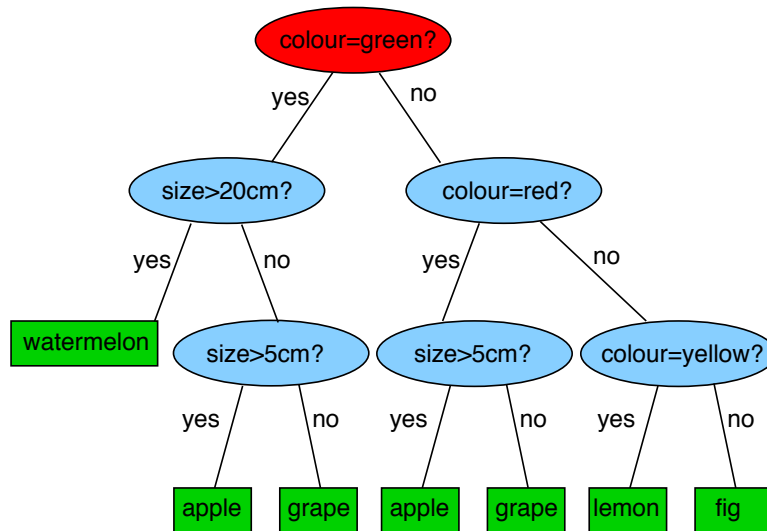 colour=green?
yes
no
size>20cm?
colour=red?
yes
no
yes
no
watermelon
size>5cm?
size>5cm?
colour=yellow?
yes
no
yes
no
yes
no
apple
grape
apple
grape
lemon
fig